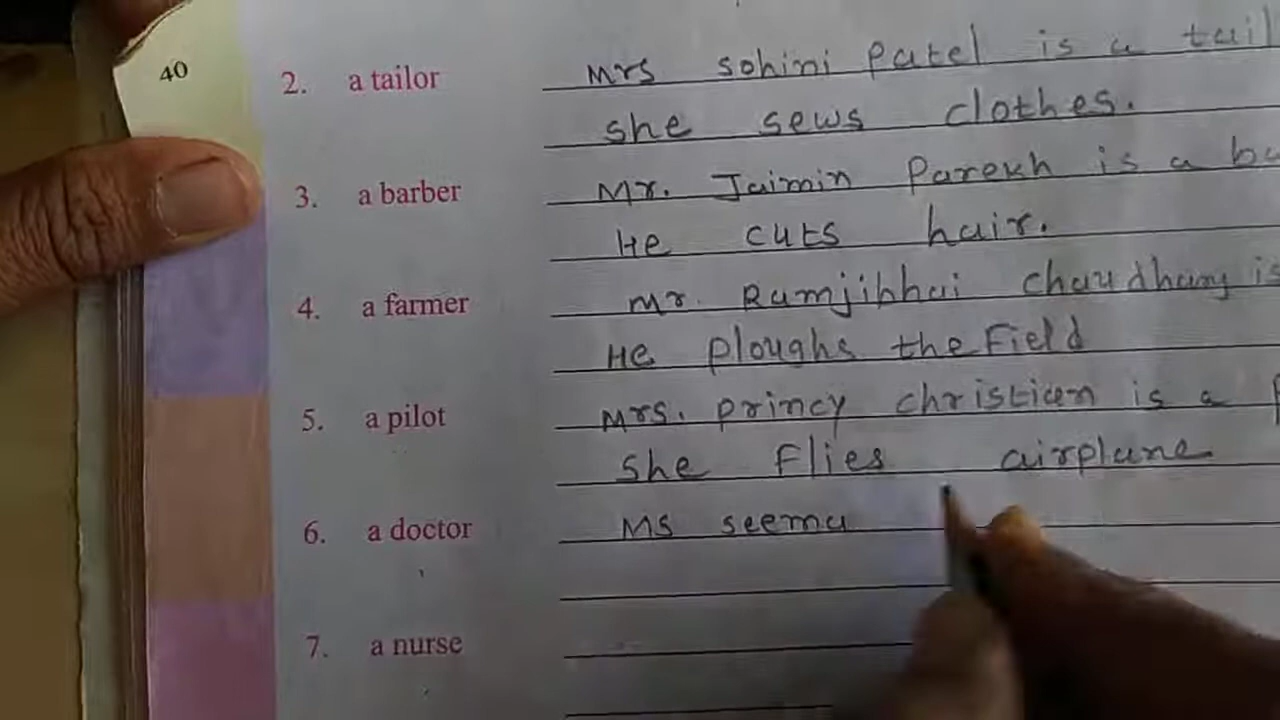 40
2. a tailor Mrs sohini Patel is a tail
she sews clothes.
3. a barber Mr. Jaimin Parekh is a ba
He cuts hair.
4. a farmer mr. Ramjibhai chaudhary is
He ploughs the Field
5. a pilot Mrs. princy christian is a P
she Flies airplane
6. a doctor Ms seema
7. a nurse